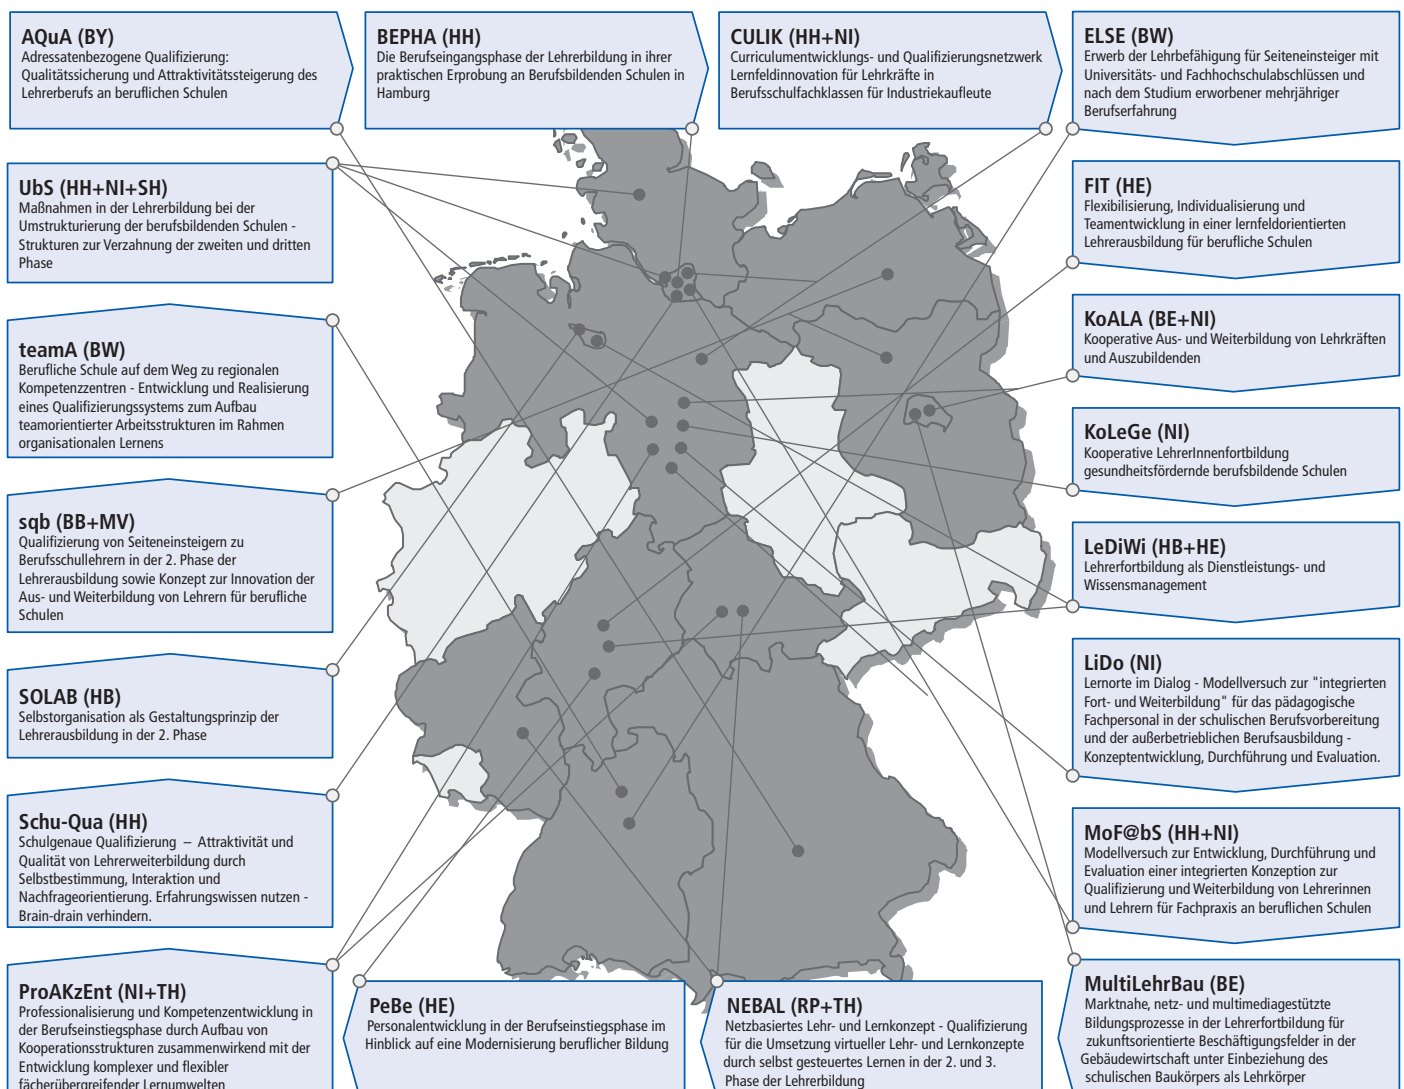 AQuA (BY)
Adressatenbezogene Qualifizierung:
Qualitätssicherung und Attraktivitätssteigerung des
Lehrerberufs an beruflichen Schulen
BEPHA (HH)
Die Berufseingangsphase der Lehrerbildung in ihrer
praktischen Erprobung an Berufsbildenden Schulen in
Hamburg
CULIK (HH+NI)
Curriculumentwicklungs- und Qualifizierungsnetzwerk
Lernfeldinnovation für Lehrkräfte in
Berufsschulfachklassen für Industriekaufleute
ELSE (BW)
Erwerb der Lehrbefähigung für Seiteneinsteiger mit
Universitäts- und Fachhochschulabschlüssen und
nach dem Studium erworbener mehrjähriger
Berufserfahrung
UbS (HH+NI+SH)
Maßnahmen in der Lehrerbildung bei der
Umstrukturierung der berufsbildenden Schulen -
Strukturen zur Verzahnung der zweiten und dritten
Phase
FIT (HE)
Flexibilisierung, Individualisierung und
Teamentwicklung in einer lernfeldorientierten
Lehrerausbildung für berufliche Schulen
teamA (BW)
Berufliche Schule auf dem Weg zu regionalen
Kompetenzzentren - Entwicklung und Realisierung
eines Qualifizierungssystems zum Aufbau
teamorientierter Arbeitsstrukturen im Rahmen
organisationalen Lernens
KoALA (BE+NI)
Kooperative Aus- und Weiterbildung von Lehrkräften
und Auszubildenden
KoLeGe (NI)
Kooperative LehrerInnenfortbildung
gesundheitsfördernde berufsbildende Schulen
sqb (BB+MV)
Qualifizierung von Seiteneinsteigern zu
Berufsschullehrern in der 2. Phase der
Lehrerausbildung sowie Konzept zur Innovation der
Aus- und Weiterbildung von Lehrern für berufliche
Schulen
LeDiWi (HB+HE)
Lehrerfortbildung als Dienstleistungs- und
Wissensmanagement
SOLAB (HB)
Selbstorganisation als Gestaltungsprinzip der
Lehrerausbildung in der 2. Phase
LiDo (NI)
Lernorte im Dialog - Modellversuch zur "integrierten
Fort- und Weiterbildung" für das pädagogische
Fachpersonal in der schulischen Berufsvorbereitung
und der außerbetrieblichen Berufsausbildung -
Konzeptentwicklung, Durchführung und Evaluation.
Schu-Qua (HH)
Schulgenaue Qualifizierung – Attraktivität und
Qualität von Lehrerweiterbildung durch
Selbstbestimmung, Interaktion und
Nachfrageorientierung. Erfahrungswissen nutzen -
Brain-drain verhindern.
MoF@bS (HH+NI)
Modellversuch zur Entwicklung, Durchführung und
Evaluation einer integrierten Konzeption zur
Qualifizierung und Weiterbildung von Lehrerinnen
und Lehrern für Fachpraxis an beruflichen Schulen
ProAKzEnt (NI+TH)
Professionalisierung und Kompetenzentwicklung in
der Berufseinstiegsphase durch Aufbau von
Kooperationsstrukturen zusammenwirkend mit der
Entwicklung komplexer und flexibler
fächerübergreifender Lernumwelten
PeBe (HE)
Personalentwicklung in der Berufseinstiegsphase im
Hinblick auf eine Modernisierung beruflicher Bildung
NEBAL (RP+TH)
Netzbasiertes Lehr- und Lernkonzept - Qualifizierung
für die Umsetzung virtueller Lehr- und Lernkonzepte
durch selbst gesteuertes Lernen in der 2. und 3.
Phase der Lehrerbildung
MultiLehrBau (BE)
Marktnahe, netz- und multimediagestützte
Bildungsprozesse in der Lehrerfortbildung für
zukunftsorientierte Beschäftigungsfelder in der
Gebäudewirtschaft unter Einbeziehung des
schulischen Baukörpers als Lehrkörper